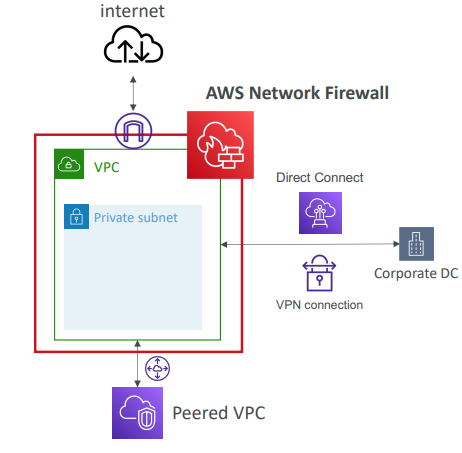 internet
AWS Network Firewall
VPC
Direct Connect
Private subnet
Corporate DC
VPN connection
Peered VPC